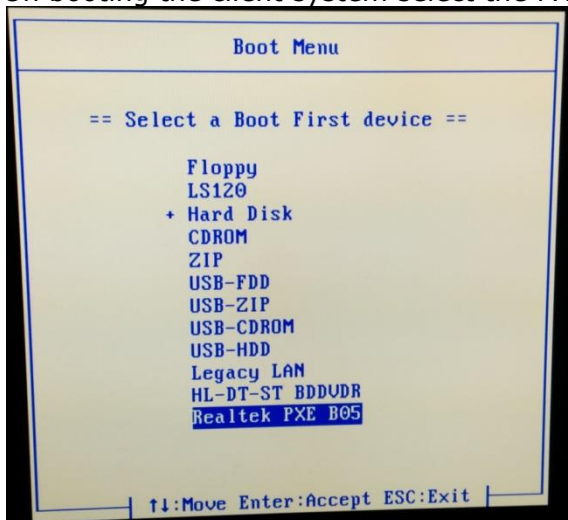 Boot Menu
== Select a Boot First device ==
Floppy
LS120
+ Hard Disk
CDROM
ZIP
USB-FDD
USB-ZIP
USB-CDROM
USB-HDD
Legacy LAN
HL-DT-ST BDDVDR
Realtek PXE B05
↑↓:Move Enter:Accept ESC:Exit